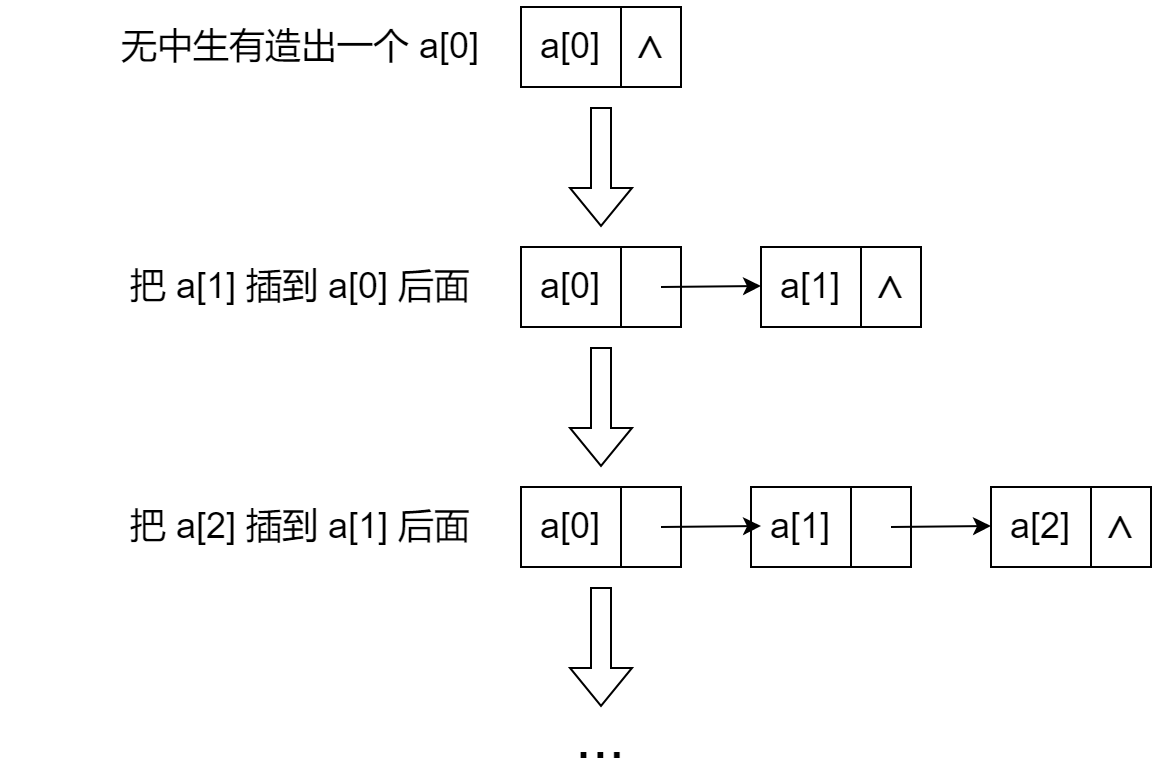 无中生有造出一个 a[0] a[0] ∧
把 a[1] 插到 a[0] 后面 a[0] a[1] ∧
把 a[2] 插到 a[1] 后面 a[0] a[1] a[2] ∧
...